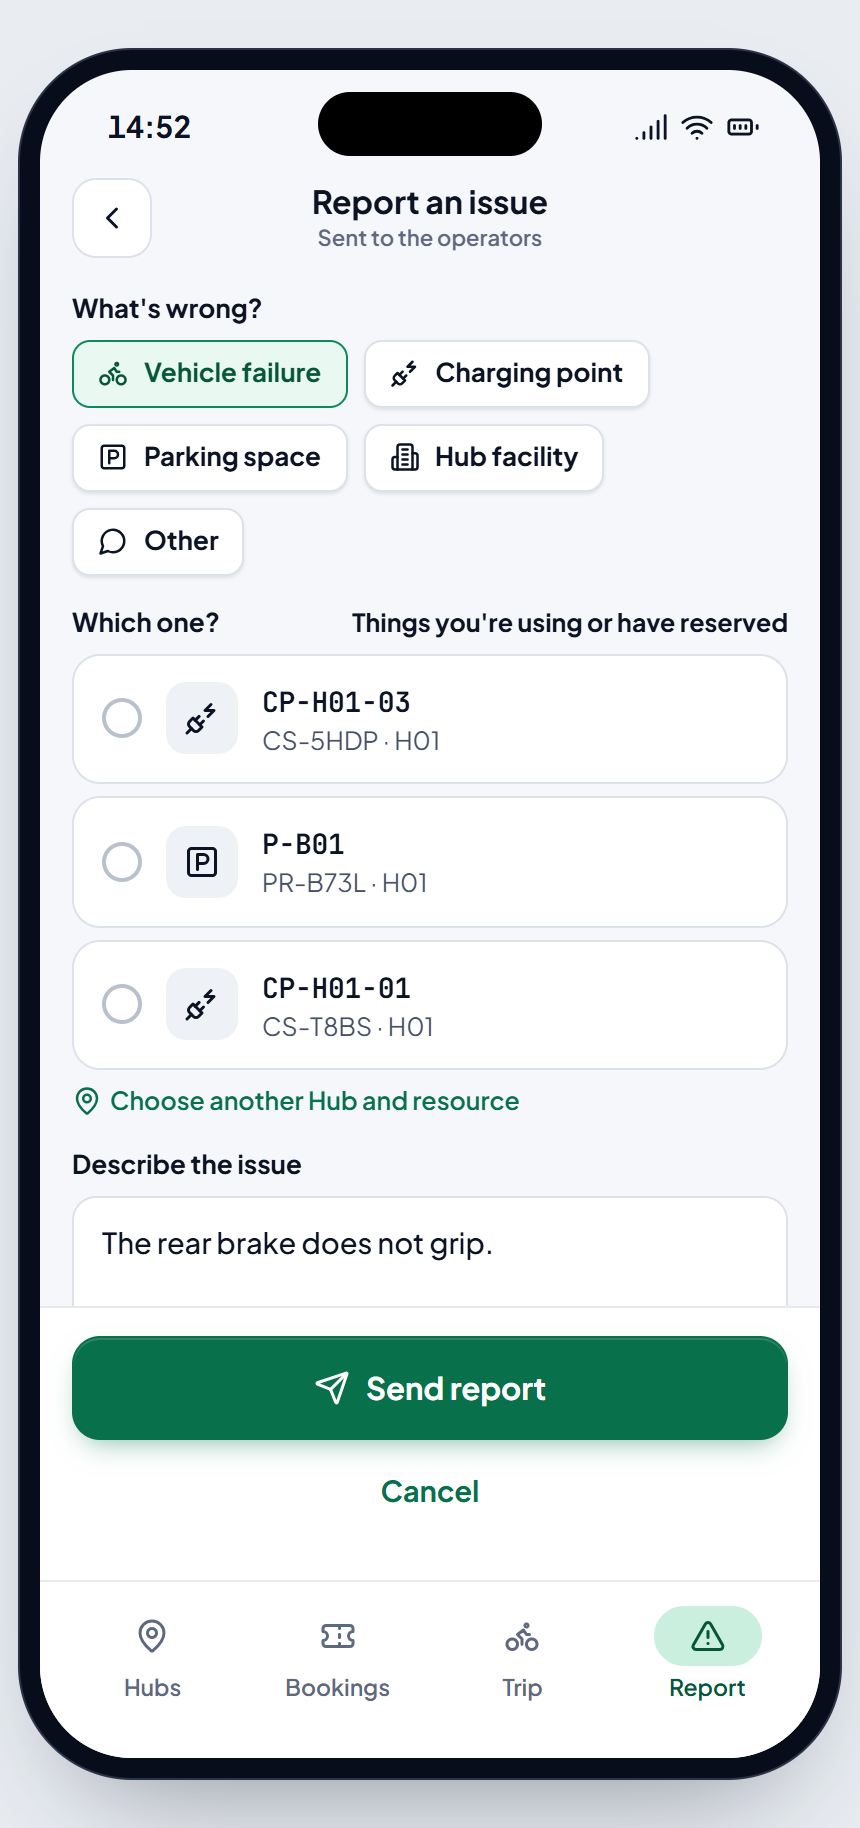 14:52
Report an issue
Sent to the operators
What's wrong?
Vehicle failure
Charging point
Parking space
Hub facility
Other
Which one?
Things you're using or have reserved
CP-H01-03
CS-5HDP · H01
P-B01
PR-B73L · H01
CP-H01-01
CS-T8BS · H01
Choose another Hub and resource
Describe the issue
The rear brake does not grip.
Send report
Cancel
Hubs
Bookings
Trip
Report